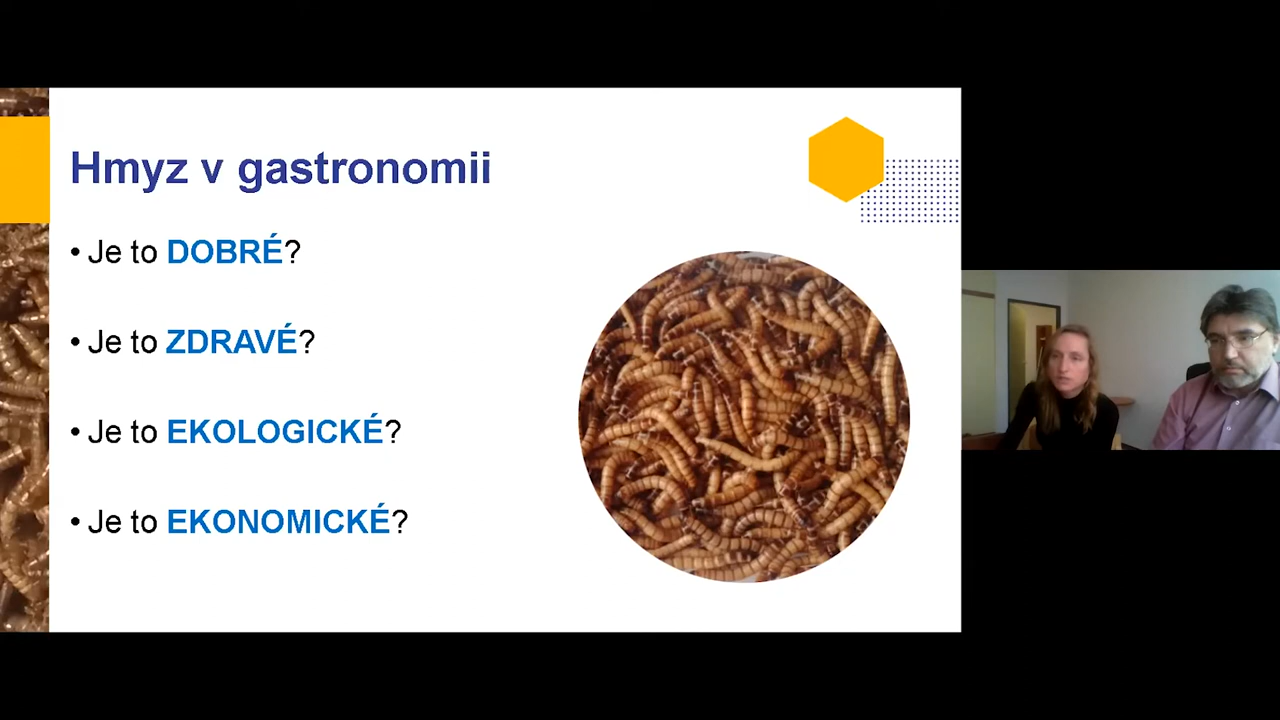 Hmyz v gastronomii
• Je to DOBRÉ?
• Je to ZDRAVÉ?
• Je to EKOLOGICKÉ?
• Je to EKONOMICKÉ?